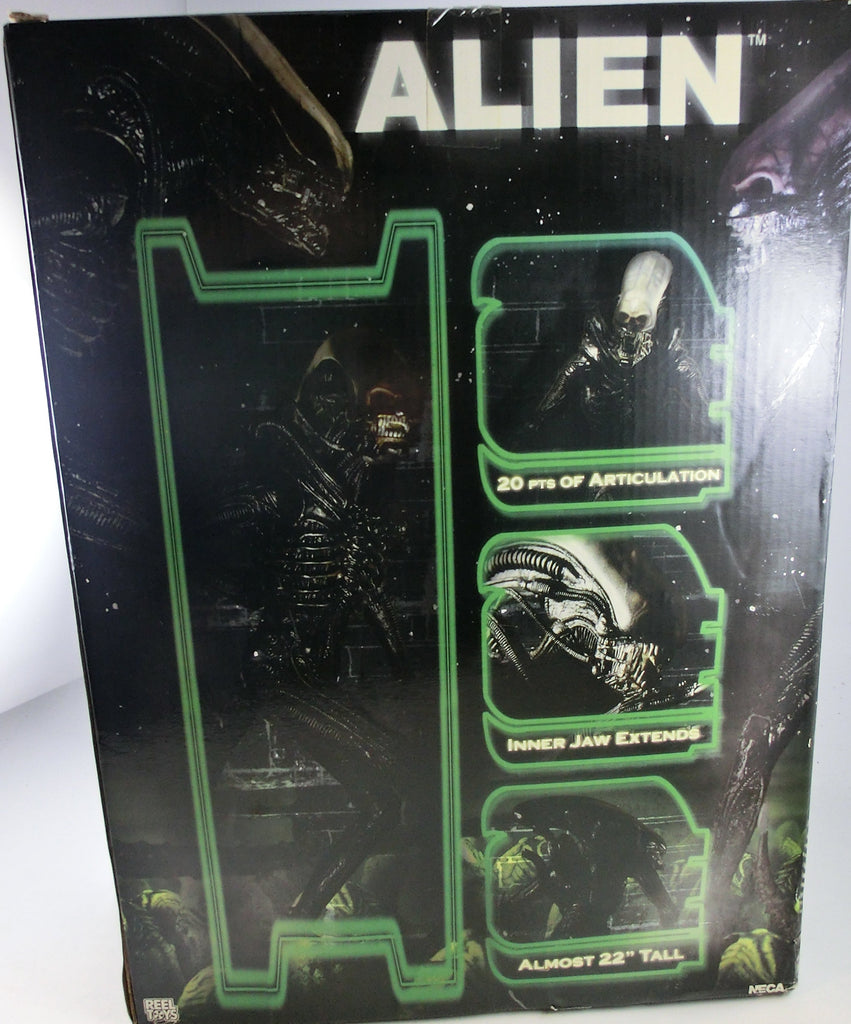 ALIEN™
20 PTS OF ARTICULATION
INNER JAW EXTENDS
ALMOST 22" TALL
REEL TOYS
NECA